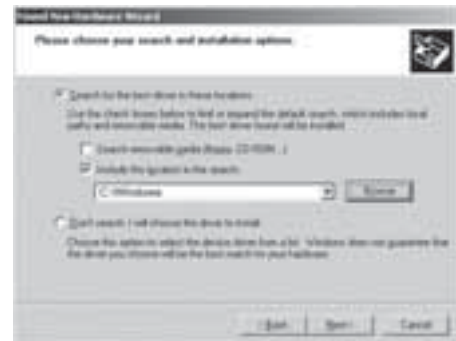 Found New Hardware Wizard
Please choose your search and installation options.
Search for the best driver in these locations.
Use the check boxes below to limit or expand the default search, which includes local
paths and removable media. The best driver found will be installed.
Search removable media (floppy, CD-ROM...)
Include this location in the search:
C:\Windows
Browse
Don't search. I will choose the driver to install.
Choose this option to select the device driver from a list. Windows does not guarantee that
the driver you choose will be the best match for your hardware.
< Back
Next >
Cancel